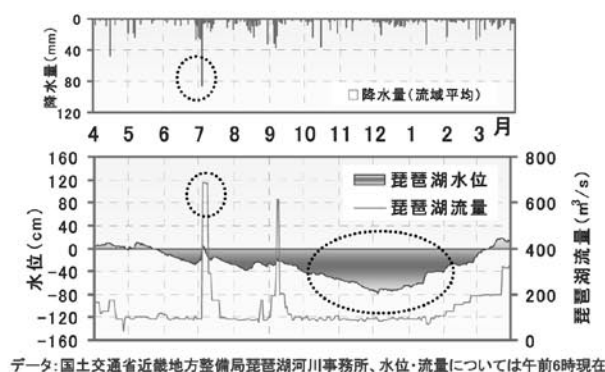 0
40
80
120
降水量(mm)
□ 降水量(流域平均)
4 5 6 7 8 9 10 11 12 1 2 3 月
160
120
80
40
0
-40
-80
-120
-160
水位(cm)
琵琶湖水位
琵琶湖流量
800
600
400
200
0
琵琶湖流量(m³/s)
データ:国土交通省近畿地方整備局琵琶湖河川事務所、水位・流量については午前6時現在